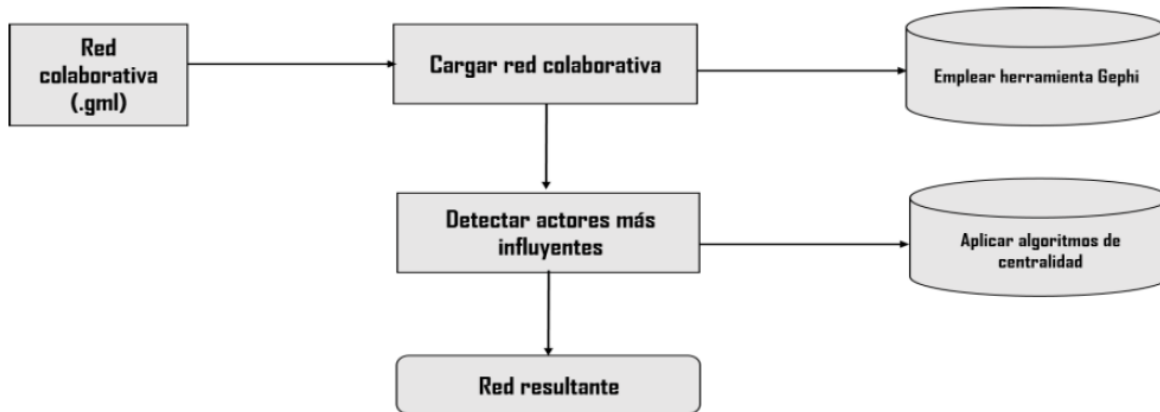 Red
colaborativa
(.gml)
Cargar red colaborativa
Emplear herramienta Gephi
Detectar actores más
influyentes
Aplicar algoritmos de
centralidad
Red resultante